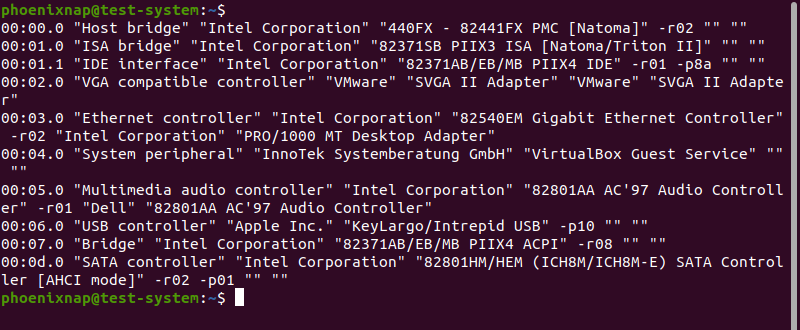 phoenixnap@test-system:~$
00:00.0 "Host bridge" "Intel Corporation" "440FX - 82441FX PMC [Natoma]" -r02 "" ""
00:01.0 "ISA bridge" "Intel Corporation" "82371SB PIIX3 ISA [Natoma/Triton II]" "" ""
00:01.1 "IDE interface" "Intel Corporation" "82371AB/EB/MB PIIX4 IDE" -r01 -p8a "" ""
00:02.0 "VGA compatible controller" "VMware" "SVGA II Adapter" "VMware" "SVGA II Adapte
r"
00:03.0 "Ethernet controller" "Intel Corporation" "82540EM Gigabit Ethernet Controller"
 -r02 "Intel Corporation" "PRO/1000 MT Desktop Adapter"
00:04.0 "System peripheral" "InnoTek Systemberatung GmbH" "VirtualBox Guest Service" ""
 ""
00:05.0 "Multimedia audio controller" "Intel Corporation" "82801AA AC'97 Audio Controll
er" -r01 "Dell" "82801AA AC'97 Audio Controller"
00:06.0 "USB controller" "Apple Inc." "KeyLargo/Intrepid USB" -p10 "" ""
00:07.0 "Bridge" "Intel Corporation" "82371AB/EB/MB PIIX4 ACPI" -r08 "" ""
00:0d.0 "SATA controller" "Intel Corporation" "82801HM/HEM (ICH8M/ICH8M-E) SATA Control
ler [AHCI mode]" -r02 -p01 "" ""
phoenixnap@test-system:~$